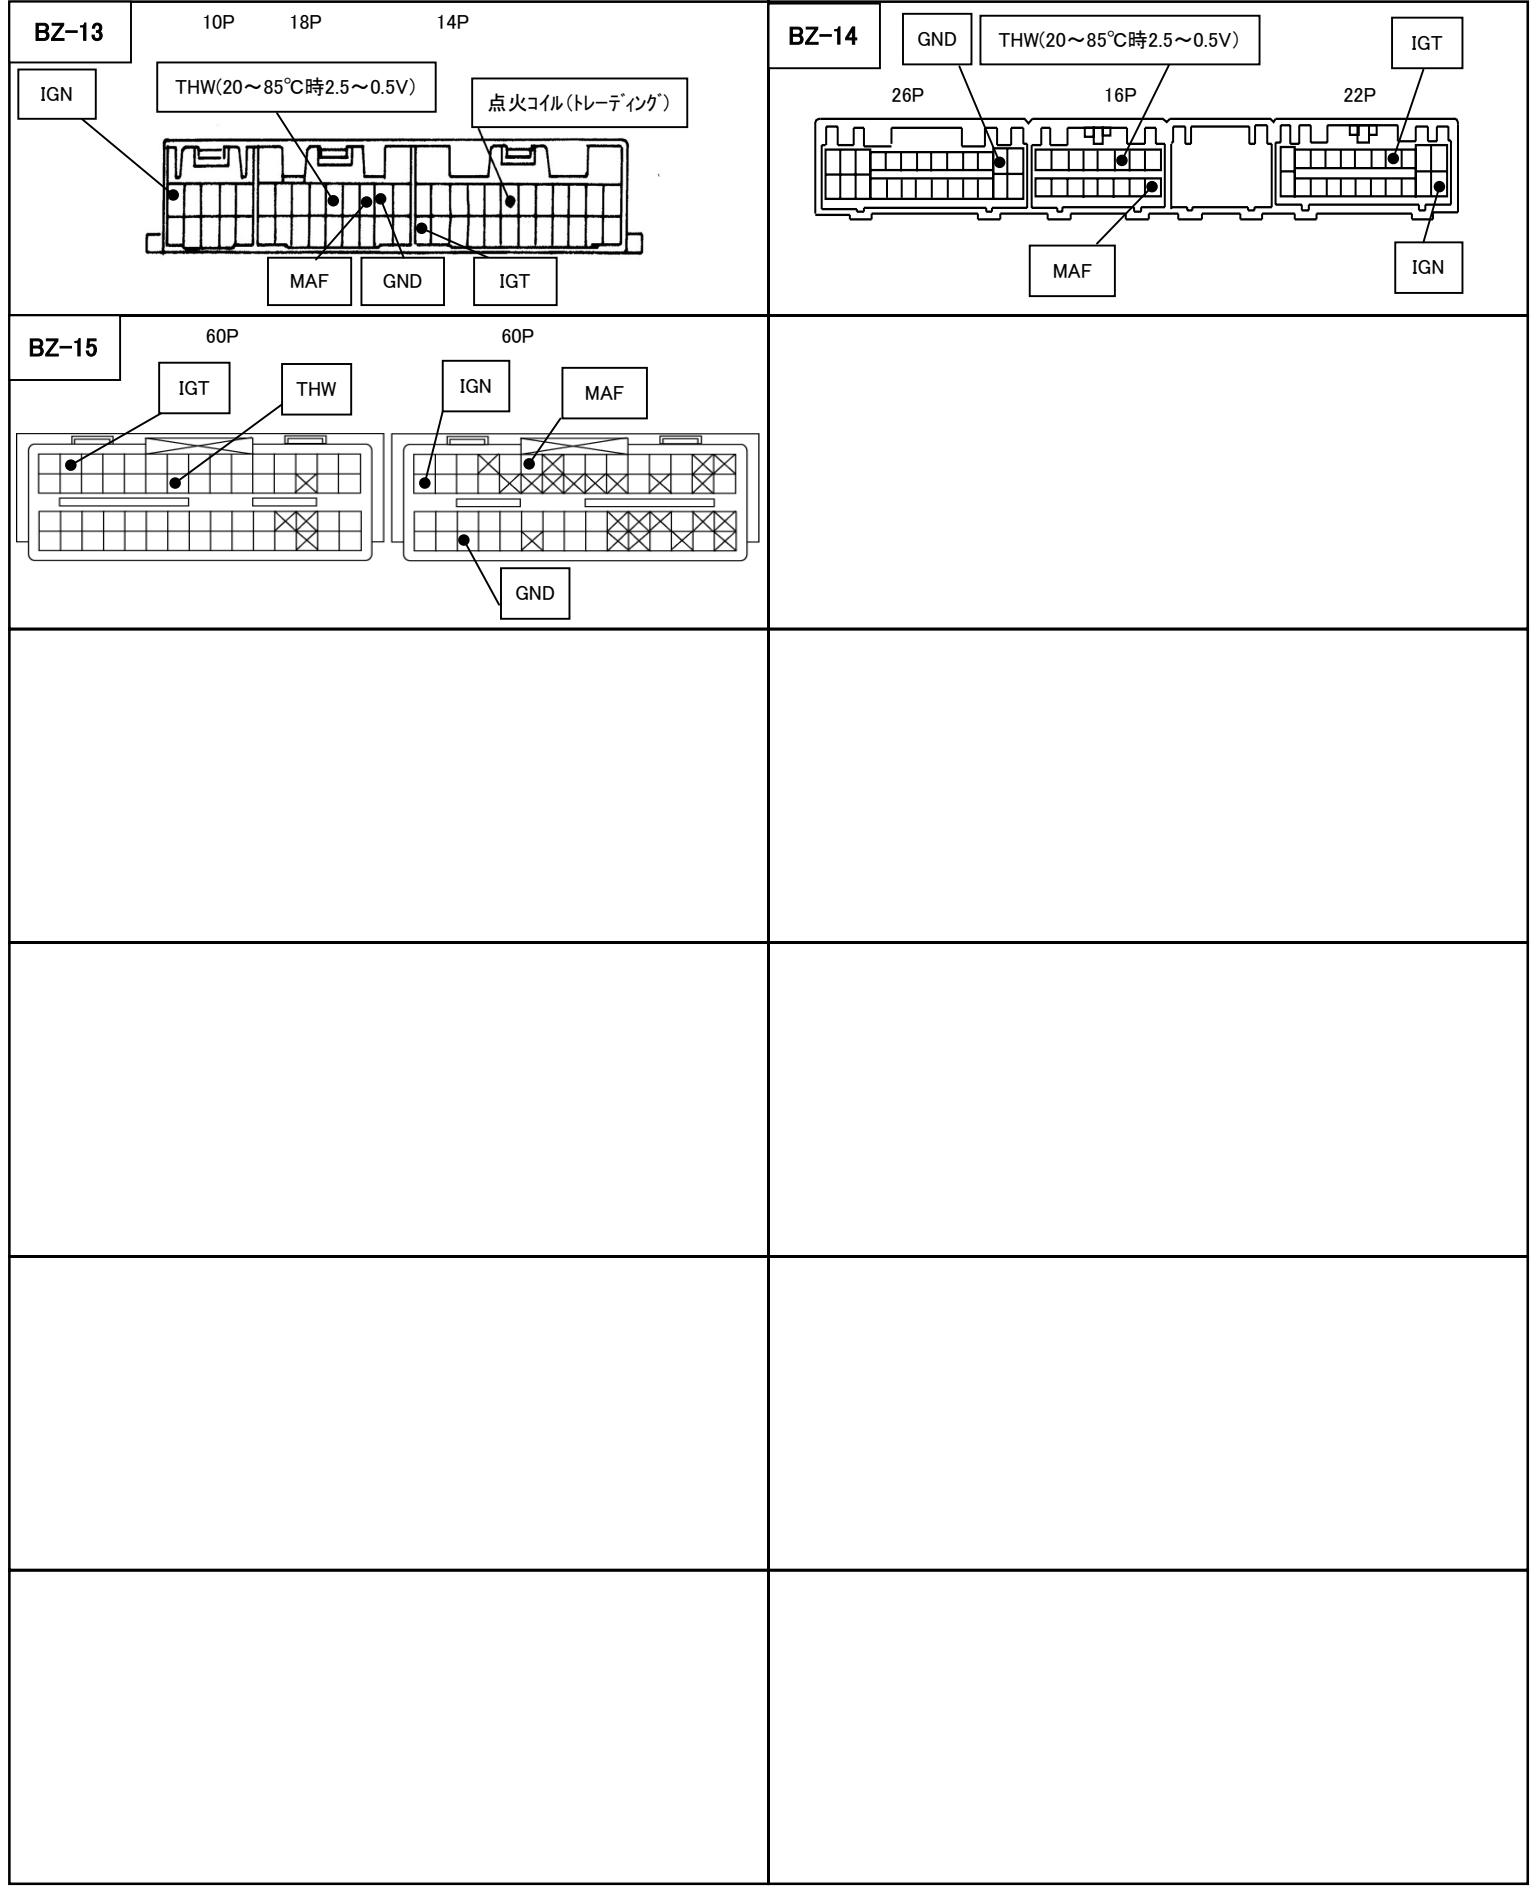 BZ-13
10P 18P 14P
IGN
THW(20～85℃時2.5～0.5V)
点火コイル(ﾄﾚｰﾃﾞｨﾝｸﾞ)
MAF
GND
IGT
BZ-14
GND
THW(20～85℃時2.5～0.5V)
IGT
26P 16P 22P
MAF
IGN
BZ-15
60P 60P
IGT
THW
IGN
MAF
GND